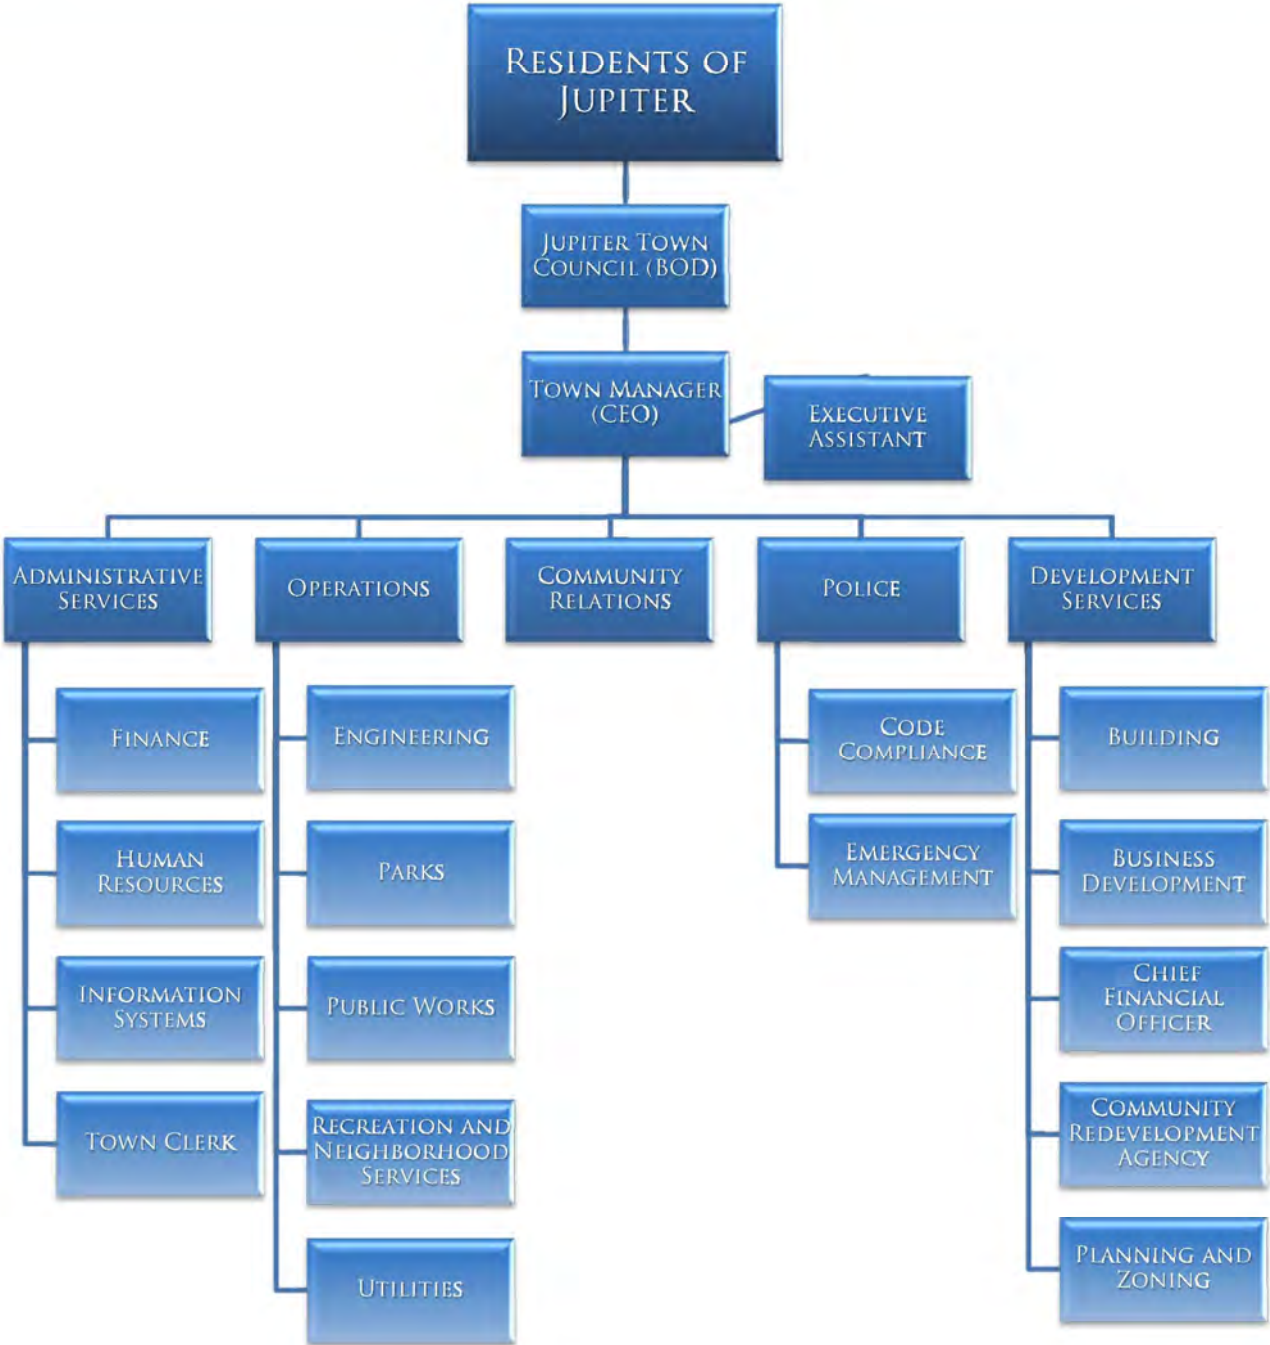 RESIDENTS OF
JUPITER
JUPITER TOWN
COUNCIL (BOD)
TOWN MANAGER
(CEO)
EXECUTIVE
ASSISTANT
ADMINISTRATIVE
SERVICES
OPERATIONS
COMMUNITY
RELATIONS
POLICE
DEVELOPMENT
SERVICES
FINANCE
HUMAN
RESOURCES
INFORMATION
SYSTEMS
TOWN CLERK
ENGINEERING
PARKS
PUBLIC WORKS
RECREATION AND
NEIGHBORHOOD
SERVICES
UTILITIES
CODE
COMPLIANCE
EMERGENCY
MANAGEMENT
BUILDING
BUSINESS
DEVELOPMENT
CHIEF
FINANCIAL
OFFICER
COMMUNITY
REDEVELOPMENT
AGENCY
PLANNING AND
ZONING